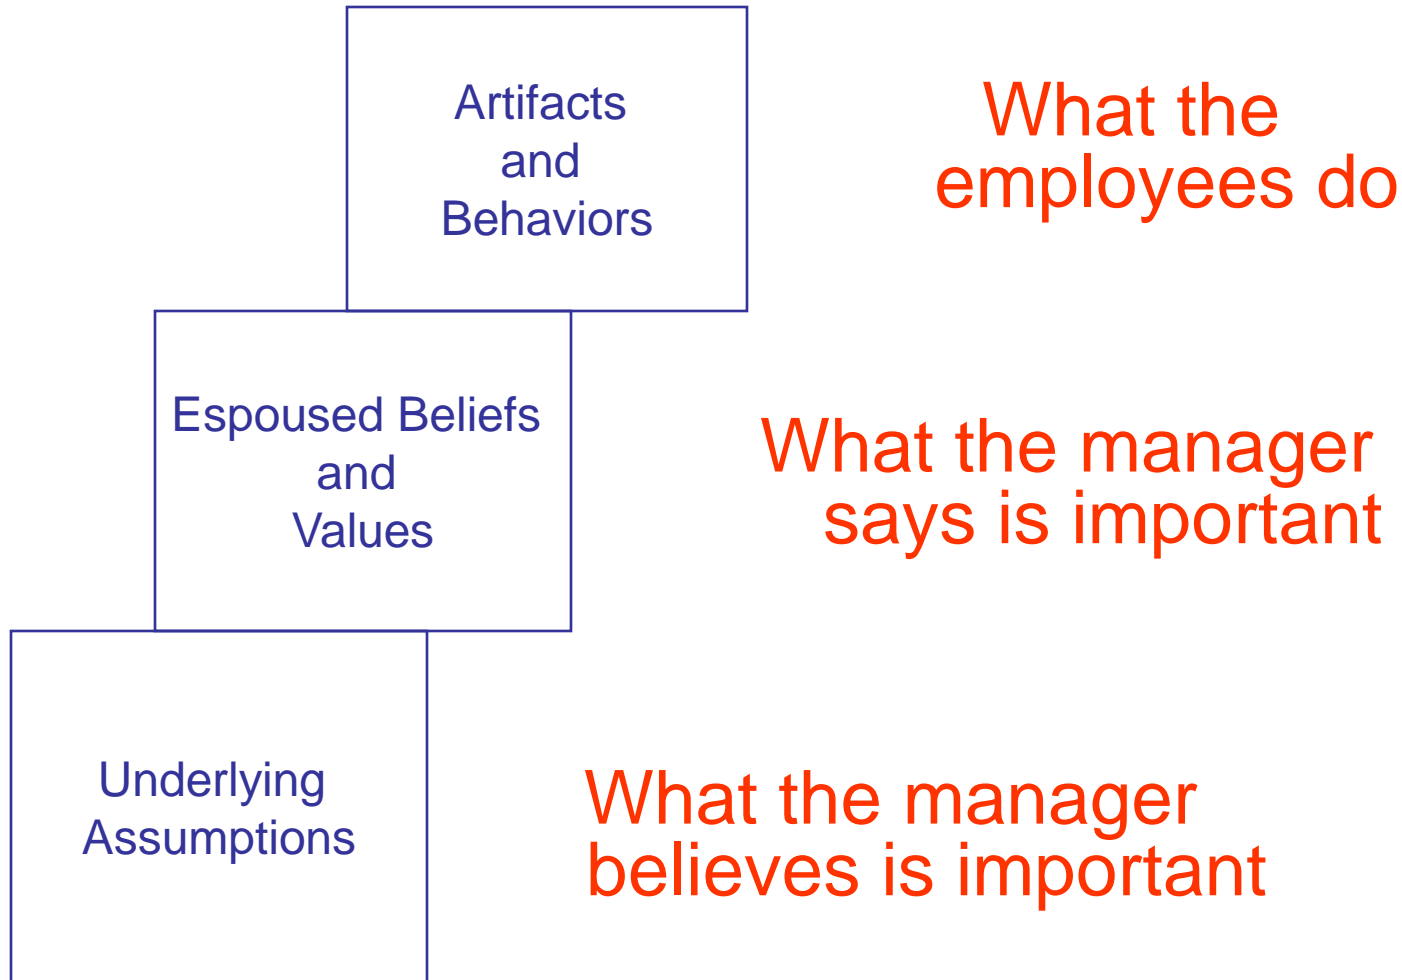 Artifacts
and
Behaviors
What the
employees do
Espoused Beliefs
and
Values
What the manager
says is important
Underlying
Assumptions
What the manager
believes is important